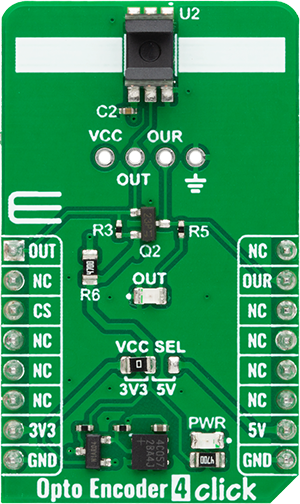 U2
C2
VCC OUR
OUT
R3 R5
Q2
OUT NC
NC OUT OUR
R6
CS NC
NC VCC SEL NC
0
NC 3V3 5V NC
NC NC
3V3 PWR 5V
GND GND
Opto Encoder 4 click